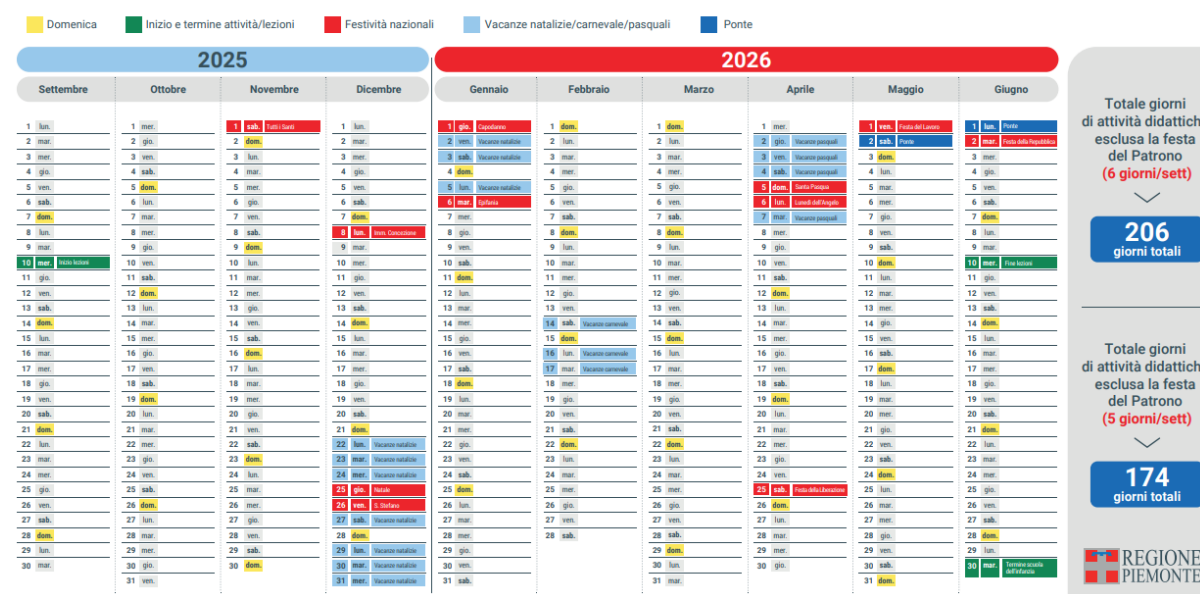 Domenica
Inizio e termine attività/lezioni
Festività nazionali
Vacanze natalizie/carnevale/pasquali
Ponte
2025
2026
Settembre
1 lun.
2 mar.
3 mer.
4 gio.
5 ven.
6 sab.
7 dom.
8 lun.
9 mar.
10 mer. Inizio lezioni
11 gio.
12 ven.
13 sab.
14 dom.
15 lun.
16 mar.
17 mer.
18 gio.
19 ven.
20 sab.
21 dom.
22 lun.
23 mar.
24 mer.
25 gio.
26 ven.
27 sab.
28 dom.
29 lun.
30 mar.
Ottobre
1 mer.
2 gio.
3 ven.
4 sab.
5 dom.
6 lun.
7 mar.
8 mer.
9 gio.
10 ven.
11 sab.
12 dom.
13 lun.
14 mar.
15 mer.
16 gio.
17 ven.
18 sab.
19 dom.
20 lun.
21 mar.
22 mer.
23 gio.
24 ven.
25 sab.
26 dom.
27 lun.
28 mar.
29 mer.
30 gio.
31 ven.
Novembre
1 sab. Tutti i Santi
2 dom.
3 lun.
4 mar.
5 mer.
6 gio.
7 ven.
8 sab.
9 dom.
10 lun.
11 mar.
12 mer.
13 gio.
14 ven.
15 sab.
16 dom.
17 lun.
18 mar.
19 mer.
20 gio.
21 ven.
22 sab.
23 dom.
24 lun.
25 mar.
26 mer.
27 gio.
28 ven.
29 sab.
30 dom.
Dicembre
1 lun.
2 mar.
3 mer.
4 gio.
5 ven.
6 sab.
7 dom.
8 lun. Imm. Concezione
9 mar.
10 mer.
11 gio.
12 ven.
13 sab.
14 dom.
15 lun.
16 mar.
17 mer.
18 gio.
19 ven.
20 sab.
21 dom.
22 lun. Vacanze natalizie
23 mar. Vacanze natalizie
24 mer. Vacanze natalizie
25 gio. Natale
26 ven. S. Stefano
27 sab. Vacanze natalizie
28 dom.
29 lun. Vacanze natalizie
30 mar. Vacanze natalizie
31 mer. Vacanze natalizie
Gennaio
1 gio. Capodanno
2 ven. Vacanze natalizie
3 sab. Vacanze natalizie
4 dom.
5 lun. Vacanze natalizie
6 mar. Epifania
7 mer.
8 gio.
9 ven.
10 sab.
11 dom.
12 lun.
13 mar.
14 mer.
15 gio.
16 ven.
17 sab.
18 dom.
19 lun.
20 mar.
21 mer.
22 gio.
23 ven.
24 sab.
25 dom.
26 lun.
27 mar.
28 mer.
29 gio.
30 ven.
31 sab.
Febbraio
1 dom.
2 lun.
3 mar.
4 mer.
5 gio.
6 ven.
7 sab.
8 dom.
9 lun.
10 mar.
11 mer.
12 gio.
13 ven.
14 sab. Vacanze carnevale
15 dom.
16 lun. Vacanze carnevale
17 mar. Vacanze carnevale
18 mer.
19 gio.
20 ven.
21 sab.
22 dom.
23 lun.
24 mar.
25 mer.
26 gio.
27 ven.
28 sab.
Marzo
1 dom.
2 lun.
3 mar.
4 mer.
5 gio.
6 ven.
7 sab.
8 dom.
9 lun.
10 mar.
11 mer.
12 gio.
13 ven.
14 sab.
15 dom.
16 lun.
17 mar.
18 mer.
19 gio.
20 ven.
21 sab.
22 dom.
23 lun.
24 mar.
25 mer.
26 gio.
27 ven.
28 sab.
29 dom.
30 lun.
31 mar.
Aprile
1 mer.
2 gio. Vacanze pasquali
3 ven. Vacanze pasquali
4 sab. Vacanze pasquali
5 dom. Santa Pasqua
6 lun. Lunedì dell'Angelo
7 mar. Vacanze pasquali
8 mer.
9 gio.
10 ven.
11 sab.
12 dom.
13 lun.
14 mar.
15 mer.
16 gio.
17 ven.
18 sab.
19 dom.
20 lun.
21 mar.
22 mer.
23 gio.
24 ven.
25 sab. Festa della Liberazione
26 dom.
27 lun.
28 mar.
29 mer.
30 gio.
Maggio
1 ven. Festa del Lavoro
2 sab. Ponte
3 dom.
4 lun.
5 mar.
6 mer.
7 gio.
8 ven.
9 sab.
10 dom.
11 lun.
12 mar.
13 mer.
14 gio.
15 ven.
16 sab.
17 dom.
18 lun.
19 mar.
20 mer.
21 gio.
22 ven.
23 sab.
24 dom.
25 lun.
26 mar.
27 mer.
28 gio.
29 ven.
30 sab.
31 dom.
Giugno
1 lun. Ponte
2 mar. Festa della Repubblica
3 mer.
4 gio.
5 ven.
6 sab.
7 dom.
8 lun.
9 mar.
10 mer. Fine lezioni
11 gio.
12 ven.
13 sab.
14 dom.
15 lun.
16 mar.
17 mer.
18 gio.
19 ven.
20 sab.
21 dom.
22 lun.
23 mar.
24 mer.
25 gio.
26 ven.
27 sab.
28 dom.
29 lun.
30 mar. Termine scuola
dell'infanzia
Totale giorni
di attività didattich
esclusa la festa
del Patrono
(6 giorni/sett)
206
giorni totali
Totale giorni
di attività didattich
esclusa la festa
del Patrono
(5 giorni/sett)
174
giorni totali
REGIONE
PIEMONTE